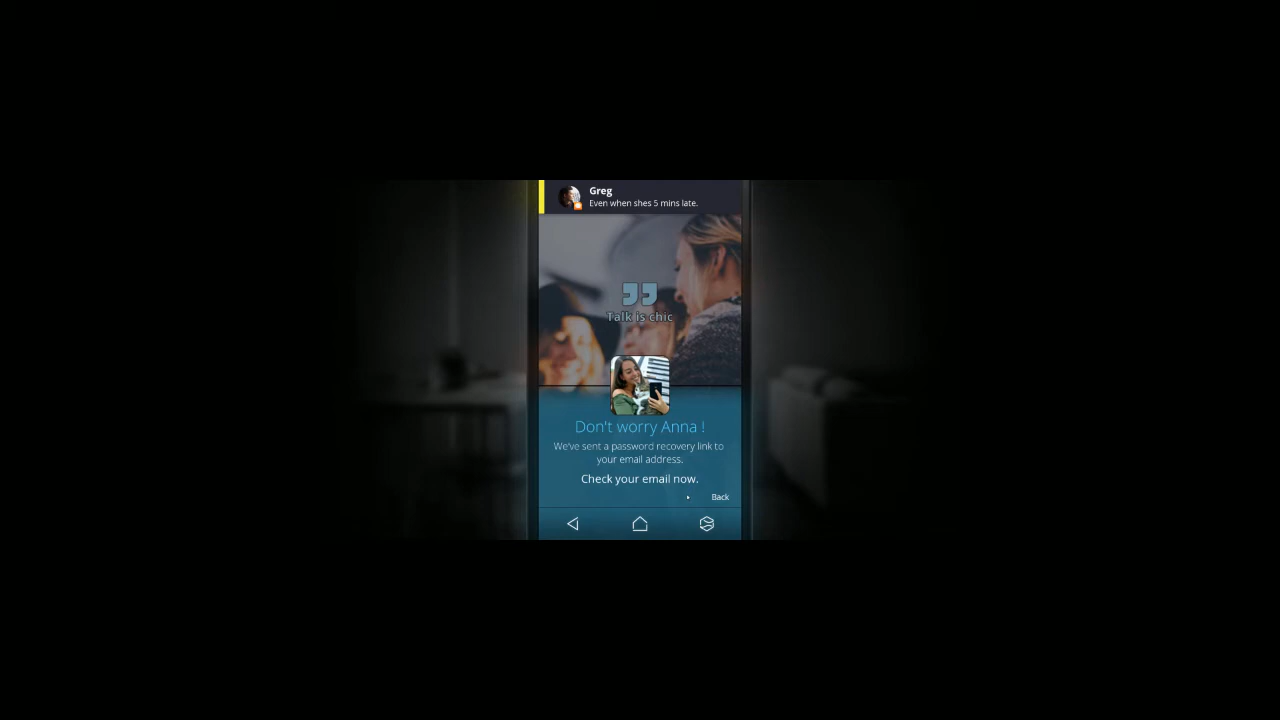 Greg
Even when shes 5 mins late.
Talk is chic
Don't worry Anna !
We've sent a password recovery link to
your email address.
Check your email now.
Back